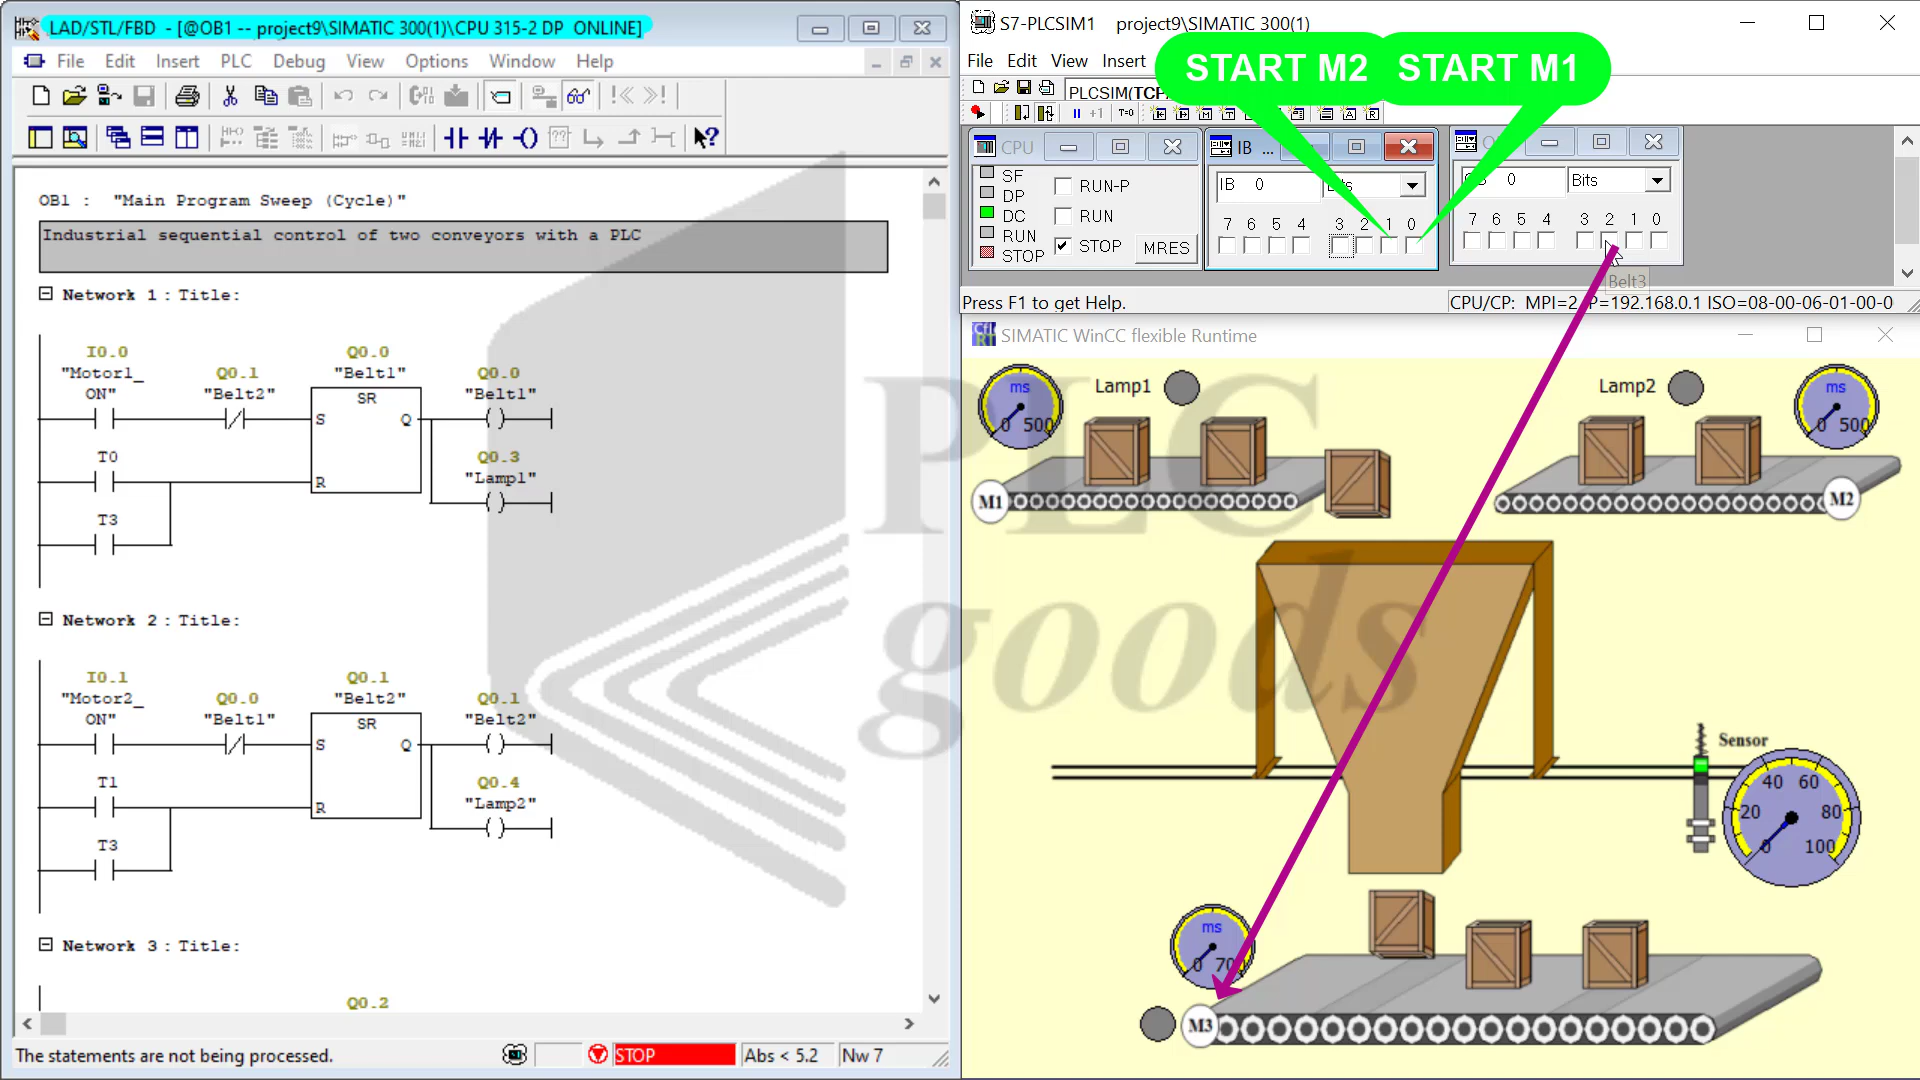 LAD/STL/FBD - [@OB1 -- project9\SIMATIC 300(1)\CPU 315-2 DP ONLINE]
File Edit Insert PLC Debug View Options Window Help
OB1 : "Main Program Sweep (Cycle)"
Industrial sequential control of two conveyors with a PLC
Network 1 : Title:
I0.0
"Motor1_
ON"
Q0.1
"Belt2"
Q0.0
"Belt1"
SR
S Q
R
Q0.0
"Belt1"
Q0.3
"Lamp1"
T0
T3
Network 2 : Title:
I0.1
"Motor2_
ON"
Q0.0
"Belt1"
Q0.1
"Belt2"
SR
S Q
R
Q0.1
"Belt2"
Q0.4
"Lamp2"
T1
T3
Network 3 : Title:
Q0.2
The statements are not being processed.
STOP
Abs < 5.2
Nw 7
S7-PLCSIM1 project9\SIMATIC 300(1)
File Edit View Insert
START M2 START M1
PLCSIM(TCP
+1
T=0
CPU
SF
DP
DC
RUN
STOP
RUN-P
RUN
STOP
MRES
IB ...
IB 0
7 6 5 4 3 2 1 0
0 Bits
7 6 5 4 3 2 1 0
Belt3
Press F1 to get Help.
CPU/CP: MPI=2 IP=192.168.0.1 ISO=08-00-06-01-00-0
SIMATIC WinCC flexible Runtime
ms
0 500
Lamp1
Lamp2
ms
0 500
M1
M2
PLC
goods
Sensor
0 20 40 60 80 100
ms
0 70
M3